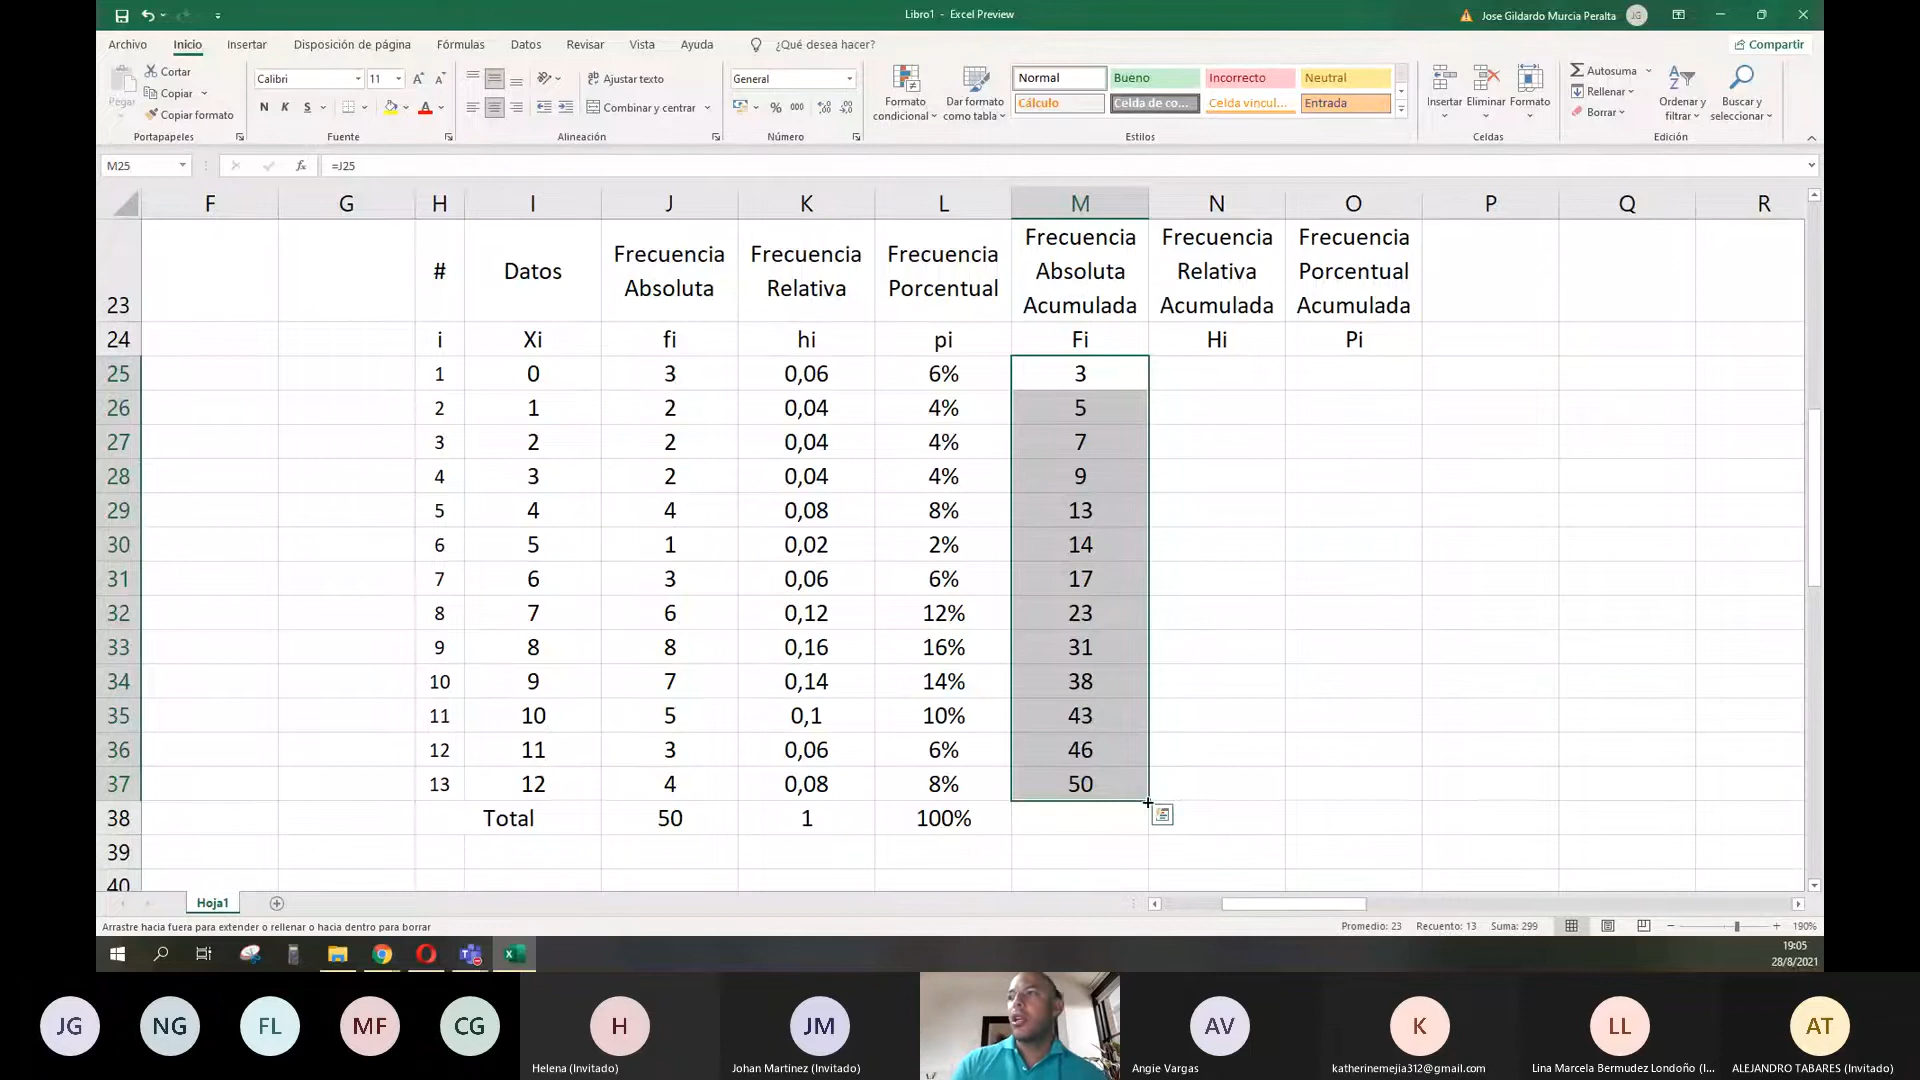 Libro1 - Excel Preview
Jose Gildardo Murcia Peralta
JG
Archivo Inicio Insertar Disposición de página Fórmulas Datos Revisar Vista Ayuda ¿Qué desea hacer? Compartir
Pegar
Cortar
Copiar
Copiar formato
Portapapeles
Calibri 11
N K S
Fuente
Ajustar texto
Combinar y centrar
Alineación
General
% 000
Número
Formato condicional
Dar formato como tabla
Normal Bueno Incorrecto Neutral
Cálculo Celda de co... Celda vincul... Entrada
Estilos
Insertar Eliminar Formato
Celdas
Autosuma
Rellenar
Borrar
Ordenar y filtrar
Buscar y seleccionar
Edición
M25 fx =J25
F G H I J K L M N O P Q R
23 # Datos Frecuencia Absoluta Frecuencia Relativa Frecuencia Porcentual Frecuencia Absoluta Acumulada Frecuencia Relativa Acumulada Frecuencia Porcentual Acumulada
24 i Xi fi hi pi Fi Hi Pi
25 1 0 3 0,06 6% 3
26 2 1 2 0,04 4% 5
27 3 2 2 0,04 4% 7
28 4 3 2 0,04 4% 9
29 5 4 4 0,08 8% 13
30 6 5 1 0,02 2% 14
31 7 6 3 0,06 6% 17
32 8 7 6 0,12 12% 23
33 9 8 8 0,16 16% 31
34 10 9 7 0,14 14% 38
35 11 10 5 0,1 10% 43
36 12 11 3 0,06 6% 46
37 13 12 4 0,08 8% 50
38 Total 50 1 100%
39
40
Hoja1
Arrastre hacia fuera para extender o rellenar o hacia dentro para borrar
Promedio: 23 Recuento: 13 Suma: 299 190%
19:05
28/8/2021
JG NG FL MF CG H JM AV K LL AT
Helena (Invitado) Johan Martinez (Invitado) Angie Vargas katherinemejia312@gmail.com Lina Marcela Bermudez Londoño (I... ALEJANDRO TABARES (Invitado)